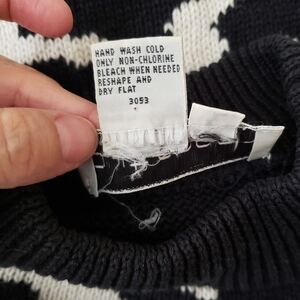 HAND WASH COLD
ONLY NON-CHLORINE
BLEACH WHEN NEEDED
RESHAPE AND
DRY FLAT
3053